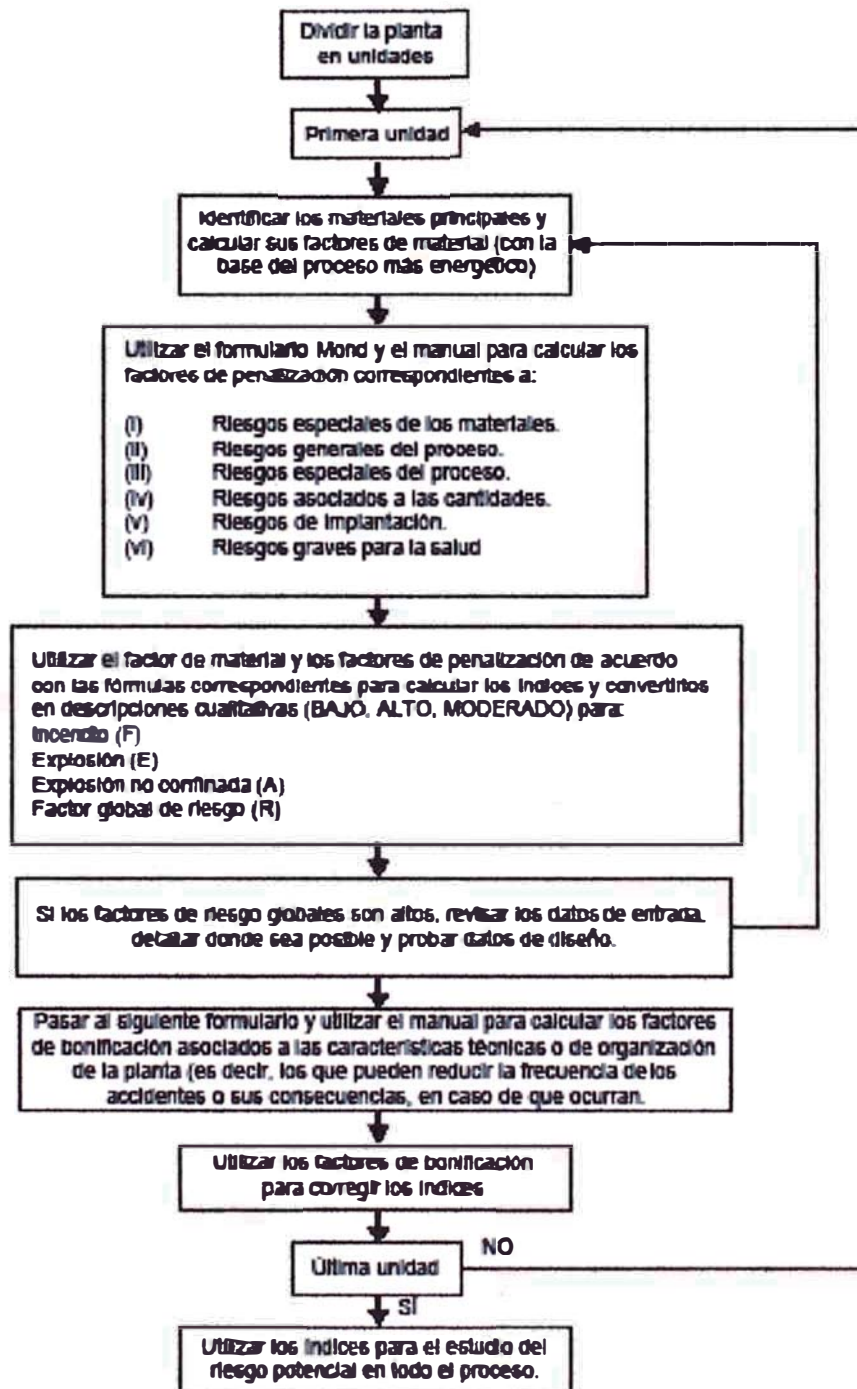 Dividir la planta
en unidades
Primera unidad
Identificar los materiales principales y
calcular sus factores de material (con la
base del proceso más energético)
Utilizar el formulario Mond y el manual para calcular los
factores de penalización correspondientes a:
(i) Riesgos especiales de los materiales.
(ii) Riesgos generales del proceso.
(iii) Riesgos especiales del proceso.
(iv) Riesgos asociados a las cantidades.
(v) Riesgos de implantación.
(vi) Riesgos graves para la salud
Utilizar el factor de material y los factores de penalización de acuerdo
con las fórmulas correspondientes para calcular los índices y convertirlos
en descripciones cualitativas (BAJO, ALTO, MODERADO) para:
Incendio (F)
Explosión (E)
Explosión no confinada (A)
Factor global de riesgo (R)
Si los factores de riesgo globales son altos, revisar los datos de entrada,
detallar donde sea posible y probar datos de diseño.
Pasar al siguiente formulario y utilizar el manual para calcular los factores
de bonificación asociados a las características técnicas o de organización
de la planta (es decir, los que pueden reducir la frecuencia de los
accidentes o sus consecuencias, en caso de que ocurran.
Utilizar los factores de bonificación
para corregir los índices
Última unidad
NO
SÍ
Utilizar los índices para el estudio del
riesgo potencial en todo el proceso.